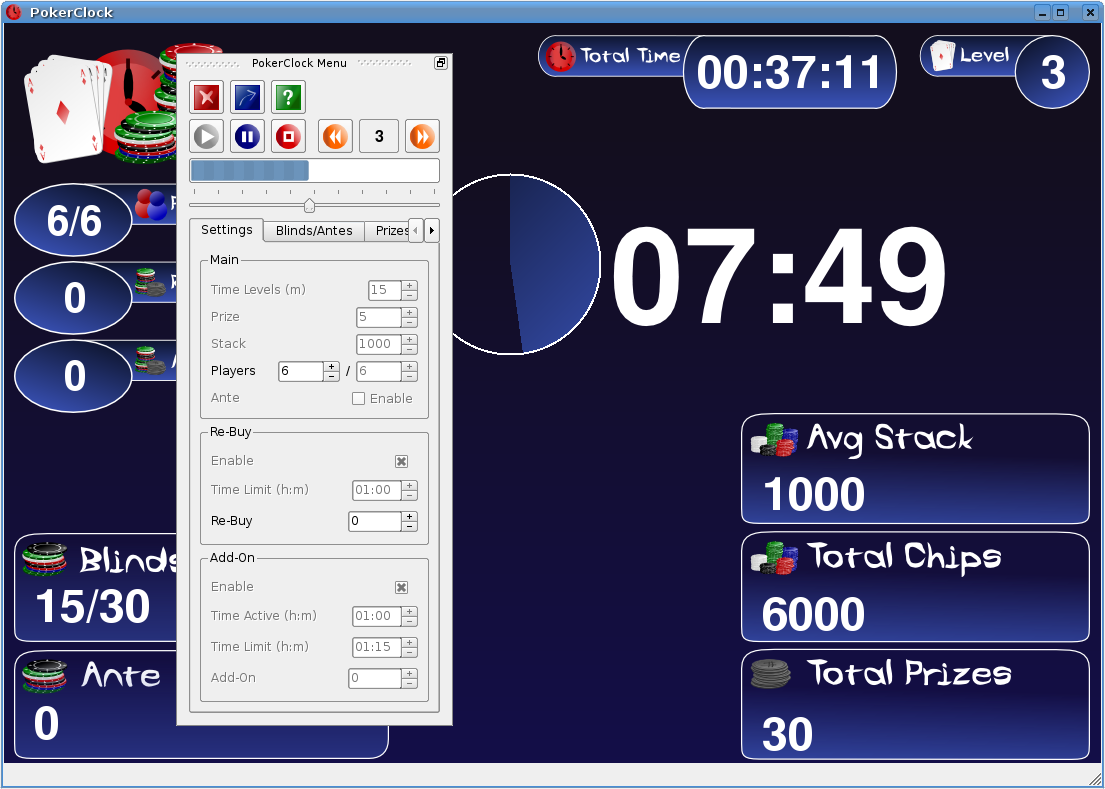 PokerClock
PokerClock Menu
Total Time
00:37:11
Level
3
?
3
6/6
0
0
Settings
Blinds/Antes
Prizes
Main
Time Levels (m)
15
Prize
5
Stack
1000
Players
6
/
6
Ante
Enable
Re-Buy
Enable
Time Limit (h:m)
01:00
Re-Buy
0
Add-On
Enable
Time Active (h:m)
01:00
Time Limit (h:m)
01:15
Add-On
0
07:49
Blinds
15/30
Ante
0
Avg Stack
1000
Total Chips
6000
Total Prizes
30